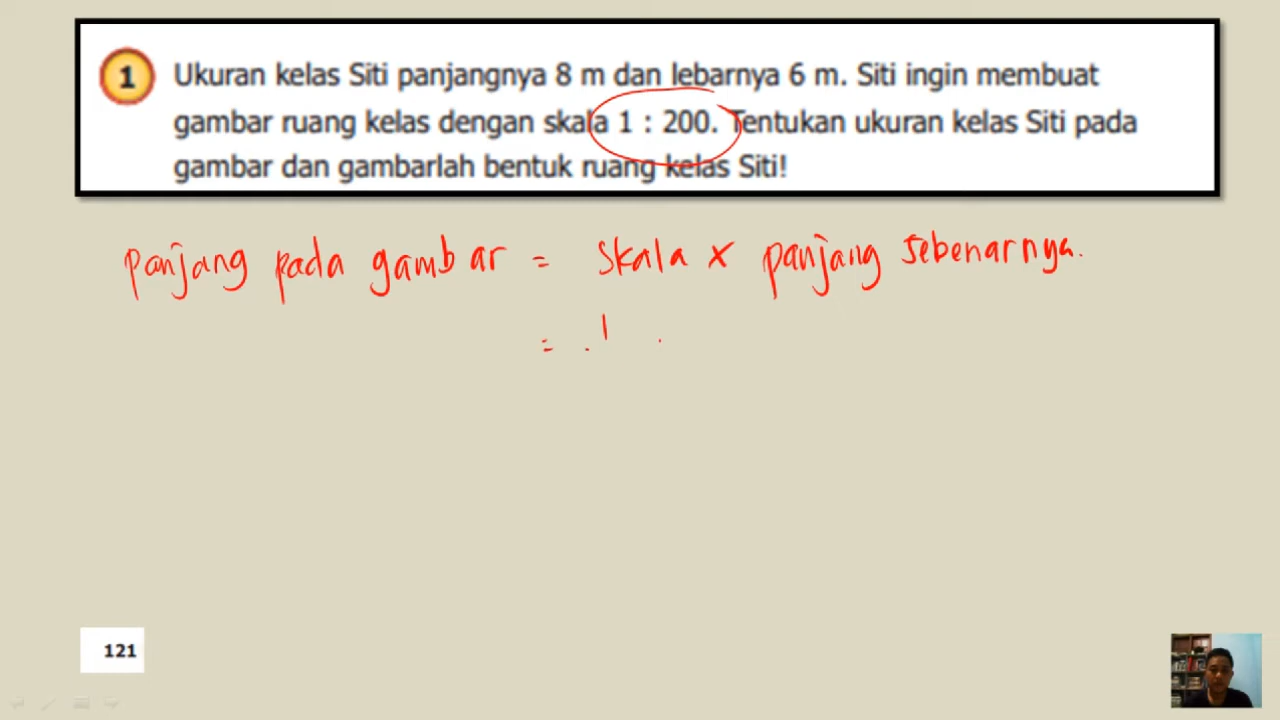 1
Ukuran kelas Siti panjangnya 8 m dan lebarnya 6 m. Siti ingin membuat
gambar ruang kelas dengan skala 1 : 200. Tentukan ukuran kelas Siti pada
gambar dan gambarlah bentuk ruang kelas Siti!
Panjang pada gambar = skala x panjang sebenarnya.
= 1
121